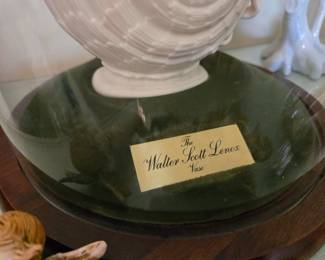 The
Walter Scott Lenox
Vase